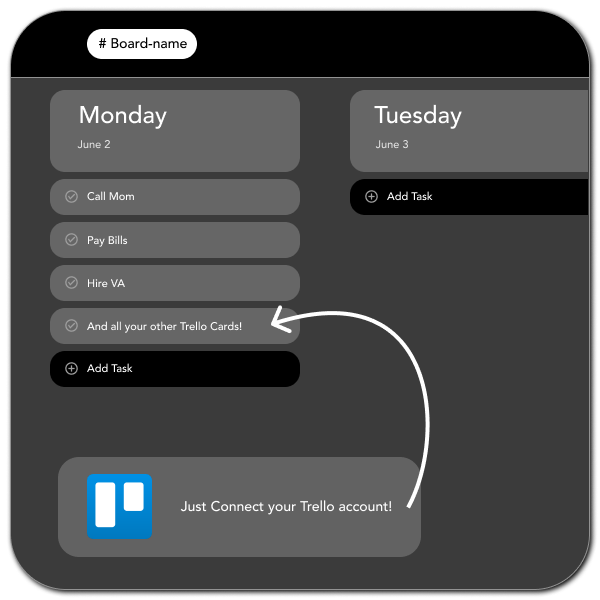 # Board-name
Monday
June 2
Call Mom
Pay Bills
Hire VA
And all your other Trello Cards!
Add Task
Tuesday
June 3
Add Task
Just Connect your Trello account!